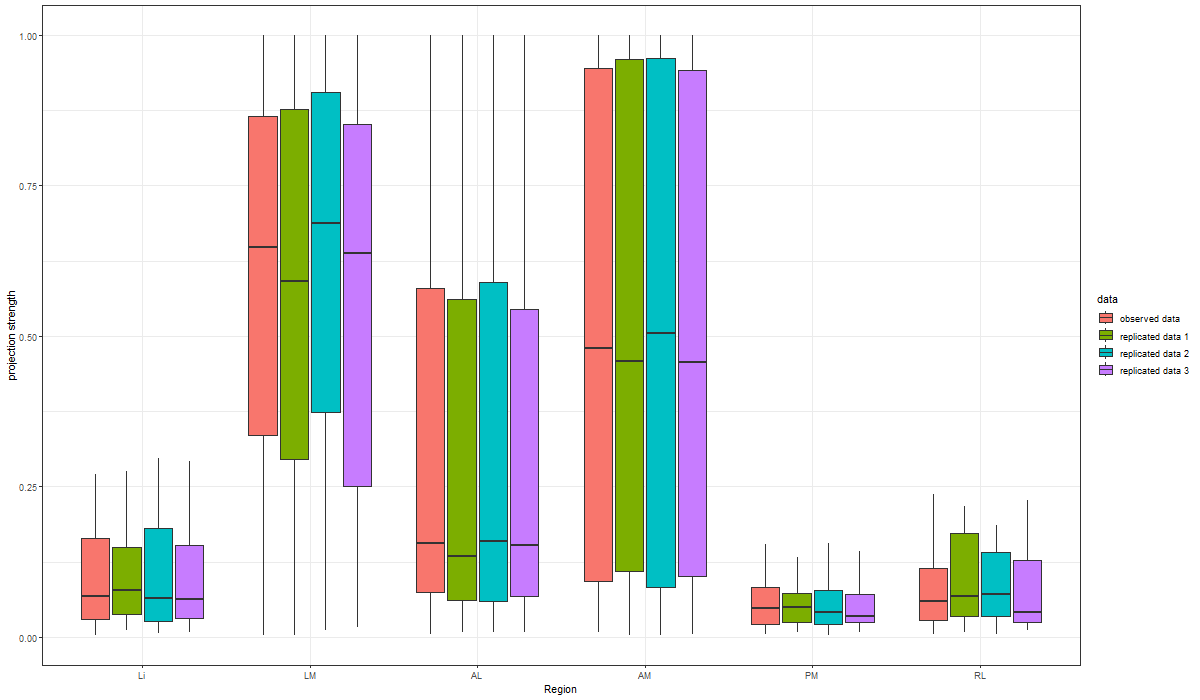 1.00
0.75
0.50
0.25
0.00
projection strength
Li
LM
AL
AM
PM
RL
Region
data
observed data
replicated data 1
replicated data 2
replicated data 3